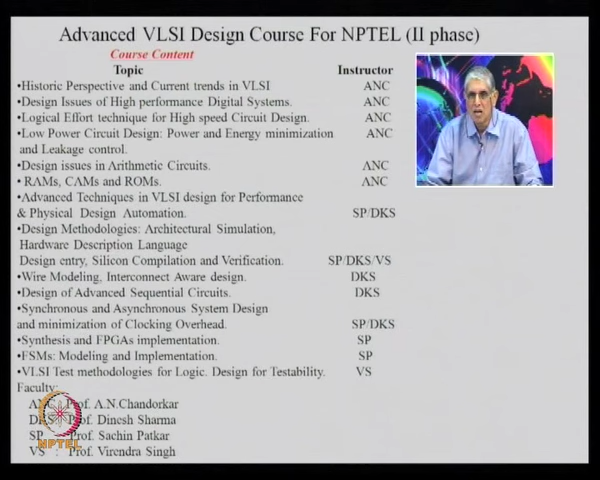 Advanced VLSI Design Course For NPTEL (II phase)
Course Content
Topic Instructor
•Historic Perspective and Current trends in VLSI ANC
•Design Issues of High performance Digital Systems. ANC
•Logical Effort technique for High speed Circuit Design. ANC
•Low Power Circuit Design: Power and Energy minimization ANC
and Leakage control.
•Design issues in Arithmetic Circuits. ANC
• RAMs, CAMs and ROMs. ANC
•Advanced Techniques in VLSI design for Performance
& Physical Design Automation. SP/DKS
•Design Methodologies: Architectural Simulation,
Hardware Description Language
Design entry, Silicon Compilation and Verification. SP/DKS/VS
•Wire Modeling, Interconnect Aware design. DKS
•Design of Advanced Sequential Circuits. DKS
•Synchronous and Asynchronous System Design
and minimization of Clocking Overhead. SP/DKS
•Synthesis and FPGAs implementation. SP
•FSMs: Modeling and Implementation. SP
•VLSI Test methodologies for Logic. Design for Testability. VS
Faculty:
ANC : Prof. A.N.Chandorkar
DKS : Prof. Dinesh Sharma
SP : Prof. Sachin Patkar
VS : Prof. Virendra Singh
NPTEL